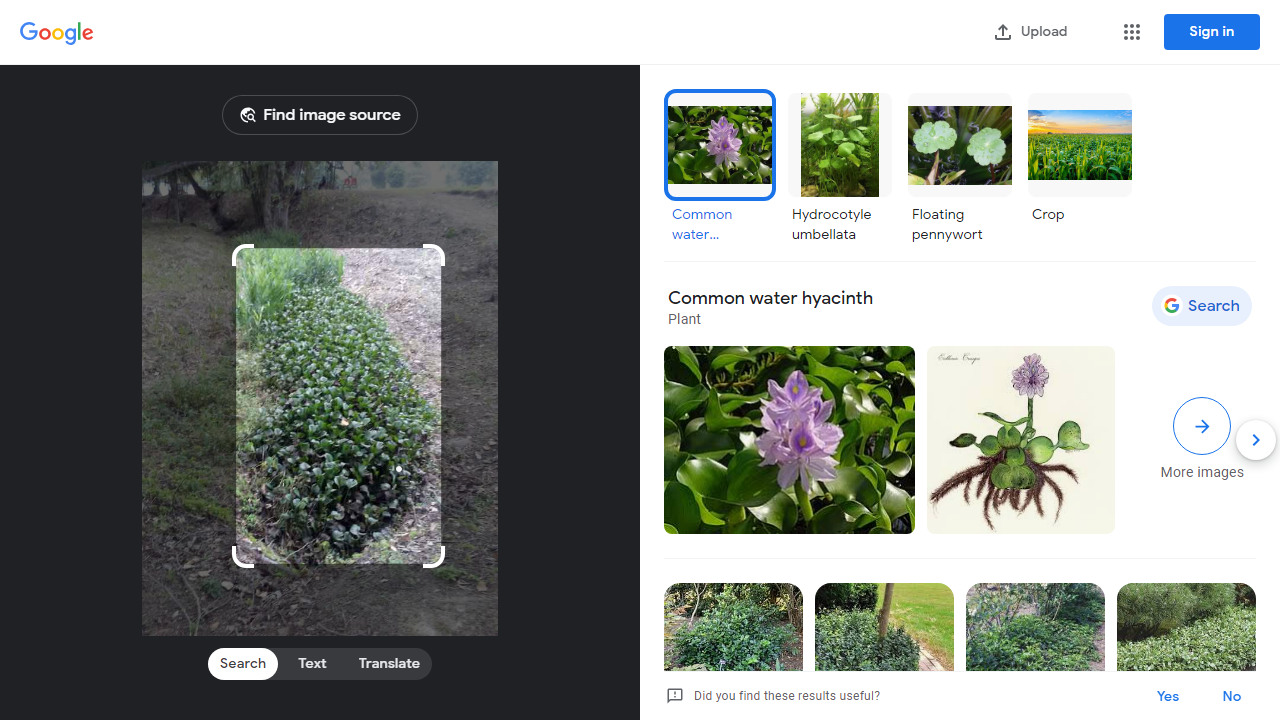 Google
Upload
Sign in
Find image source
Common
water...
Hydrocotyle
umbellata
Floating
pennywort
Crop
Common water hyacinth
Plant
Search
More images
Search
Text
Translate
Did you find these results useful?
Yes
No